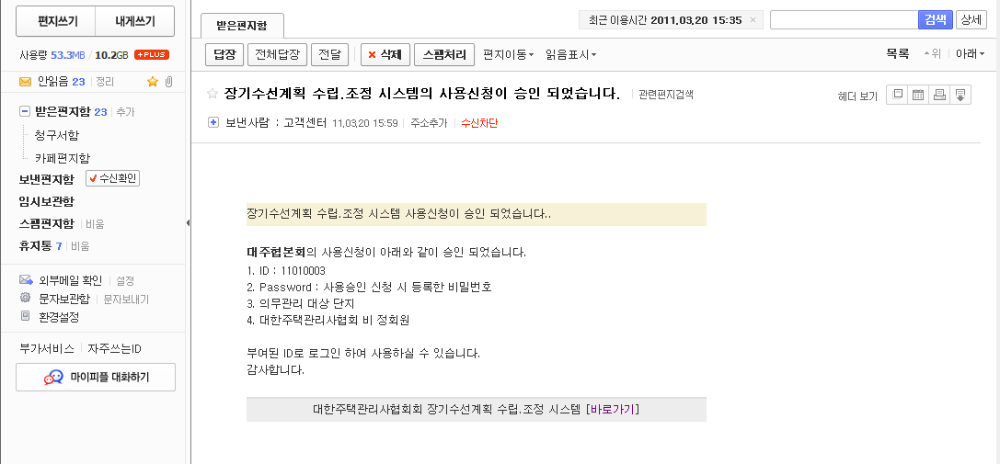 편지쓰기 내게쓰기
사용량 53.3MB / 10.2GB +PLUS
안읽음 23 정리
받은편지함 23 추가
청구서함
카페편지함
보낸편지함 수신확인
임시보관함
스팸편지함 비움
휴지통 7 비움
외부메일 확인 설정
문자보관함 문자보내기
환경설정
부가서비스 자주쓰는ID
마이피플 대화하기
받은편지함
최근 이용시간 2011,03,20 15:35 ×
검색 상세
답장 전체답장 전달 × 삭제 스팸처리 편지이동 읽음표시
목록 위 아래
장기수선계획 수립.조정 시스템의 사용신청이 승인 되었습니다. 관련편지검색
헤더 보기
보낸사람 : 고객센터 11,03,20 15:59 주소추가 수신차단
장기수선계획 수립.조정 시스템 사용신청이 승인 되었습니다..
대주협본회의 사용신청이 아래와 같이 승인 되었습니다.
1. ID : 11010003
2. Password : 사용승인 신청 시 등록한 비밀번호
3. 의무관리 대상 단지
4. 대한주택관리사협회 비 정회원
부여된 ID로 로그인 하여 사용하실 수 있습니다.
감사합니다.
대한주택관리사협회회 장기수선계획 수립.조정 시스템 [바로가기]